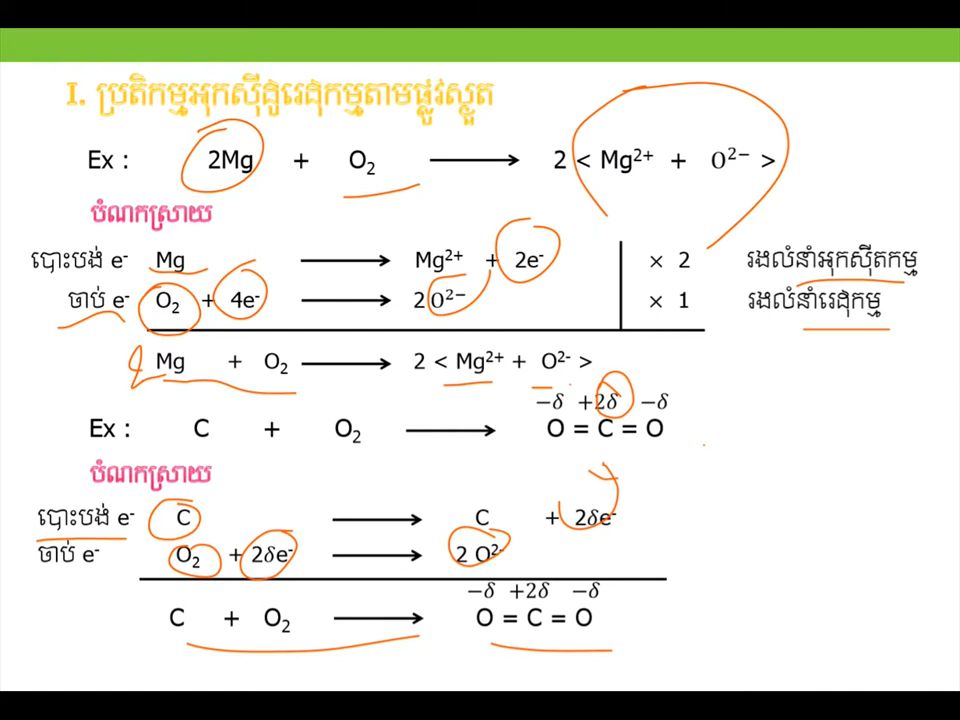 I. ប្រតិកម្មអុកស៊ីដូរេដុកម្មតាមផ្លូវស្ងួត
Ex : 2Mg + O₂ ⟶ 2 < Mg²⁺ + O²⁻ >
បំណកស្រាយ
បោះបង់ e⁻ Mg ⟶ Mg²⁺ + 2e⁻ × 2 រងលំនាំអុកស៊ីតកម្ម
ចាប់ e⁻ O₂ + 4e⁻ ⟶ 2 O²⁻ × 1 រងលំនាំរេដុកម្ម
2 Mg + O₂ ⟶ 2 < Mg²⁺ + O²⁻ >
−δ +2δ −δ
Ex : C + O₂ ⟶ O = C = O
បំណកស្រាយ
បោះបង់ e⁻ C ⟶ C + 2δe⁻
ចាប់ e⁻ O₂ + 2δe⁻ ⟶ 2 O²⁻
−δ +2δ −δ
C + O₂ ⟶ O = C = O